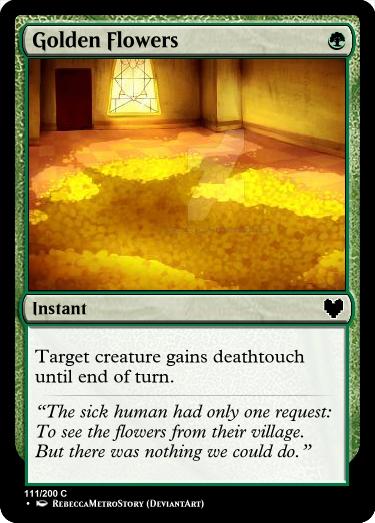 Golden Flowers
Instant
Target creature gains deathtouch
until end of turn.
"The sick human had only one request:
To see the flowers from their village.
But there was nothing we could do."
111/200 C
• RebeccaMetroStory (DeviantArt)